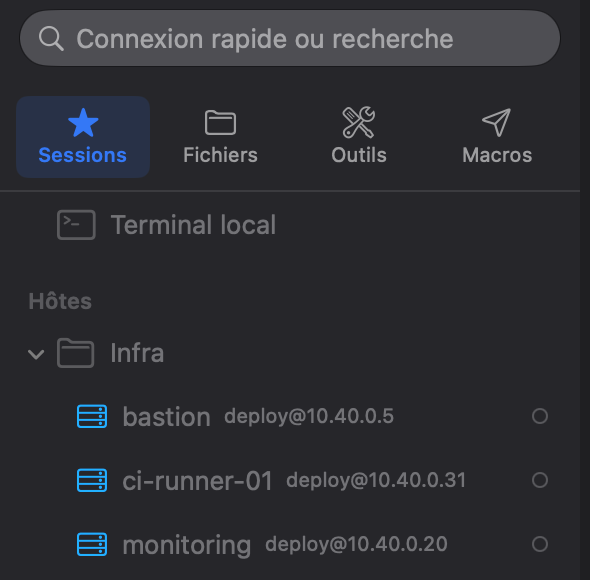 Connexion rapide ou recherche
Sessions Fichiers Outils Macros
Terminal local
Hôtes
Infra
bastion deploy@10.40.0.5
ci-runner-01 deploy@10.40.0.31
monitoring deploy@10.40.0.20